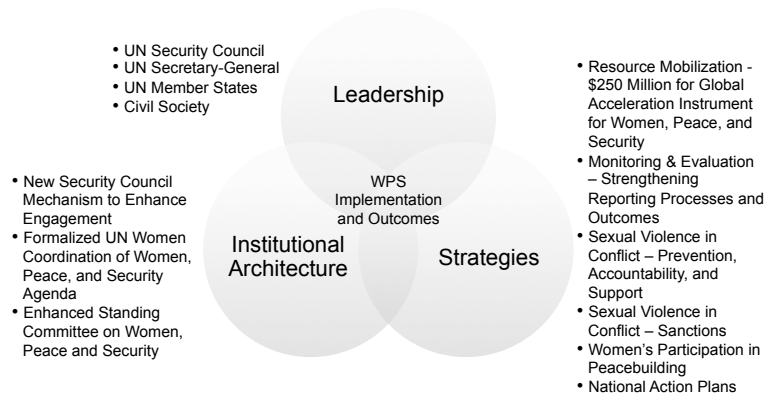 • UN Security Council
• UN Secretary-General
• UN Member States
• Civil Society
Leadership
• Resource Mobilization -
$250 Million for Global
Acceleration Instrument
for Women, Peace, and
Security
• Monitoring & Evaluation
– Strengthening
Reporting Processes and
Outcomes
• Sexual Violence in
Conflict – Prevention,
Accountability, and
Support
• Sexual Violence in
Conflict – Sanctions
• Women's Participation in
Peacebuilding
• National Action Plans
• New Security Council
Mechanism to Enhance
Engagement
• Formalized UN Women
Coordination of Women,
Peace, and Security
Agenda
• Enhanced Standing
Committee on Women,
Peace and Security
WPS
Implementation
and Outcomes
Institutional
Architecture
Strategies